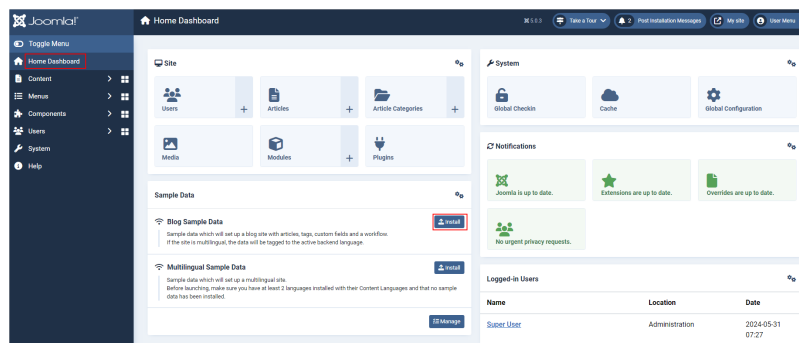 Joomla!
Home Dashboard
5.0.3
Take a Tour
2 Post Installation Messages
My site
User Menu
Toggle Menu
Home Dashboard
Content
Menus
Components
Users
System
Help
Site
Users
Articles
Article Categories
Media
Modules
Plugins
Sample Data
Blog Sample Data
Install
Sample data which will set up a blog site with articles, tags, custom fields and a workflow.
If the site is multilingual, the data will be tagged to the active backend language.
Multilingual Sample Data
Install
Sample data which will set up a multilingual site.
Before launching, make sure you have at least 2 languages installed with their Content Languages and that no sample
data has been installed.
Manage
System
Global Checkin
Cache
Global Configuration
Notifications
Joomla is up to date.
Extensions are up to date.
Overrides are up to date.
No urgent privacy requests.
Logged-in Users
Name Location Date
Super User Administration 2024-05-31
07:27